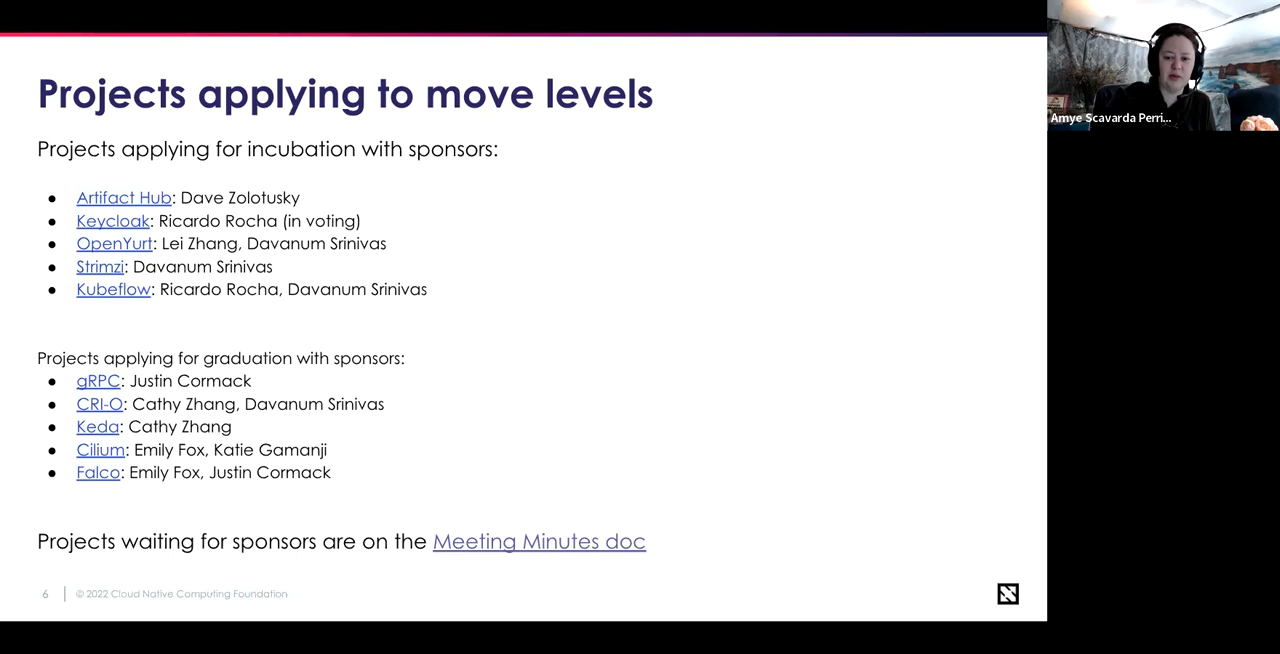 Projects applying to move levels
Projects applying for incubation with sponsors:
● Artifact Hub: Dave Zolotusky
● Keycloak: Ricardo Rocha (in voting)
● OpenYurt: Lei Zhang, Davanum Srinivas
● Strimzi: Davanum Srinivas
● Kubeflow: Ricardo Rocha, Davanum Srinivas
Projects applying for graduation with sponsors:
● gRPC: Justin Cormack
● CRI-O: Cathy Zhang, Davanum Srinivas
● Keda: Cathy Zhang
● Cilium: Emily Fox, Katie Gamanji
● Falco: Emily Fox, Justin Cormack
Projects waiting for sponsors are on the Meeting Minutes doc
6 | © 2022 Cloud Native Computing Foundation
Amye Scavarda Perri...